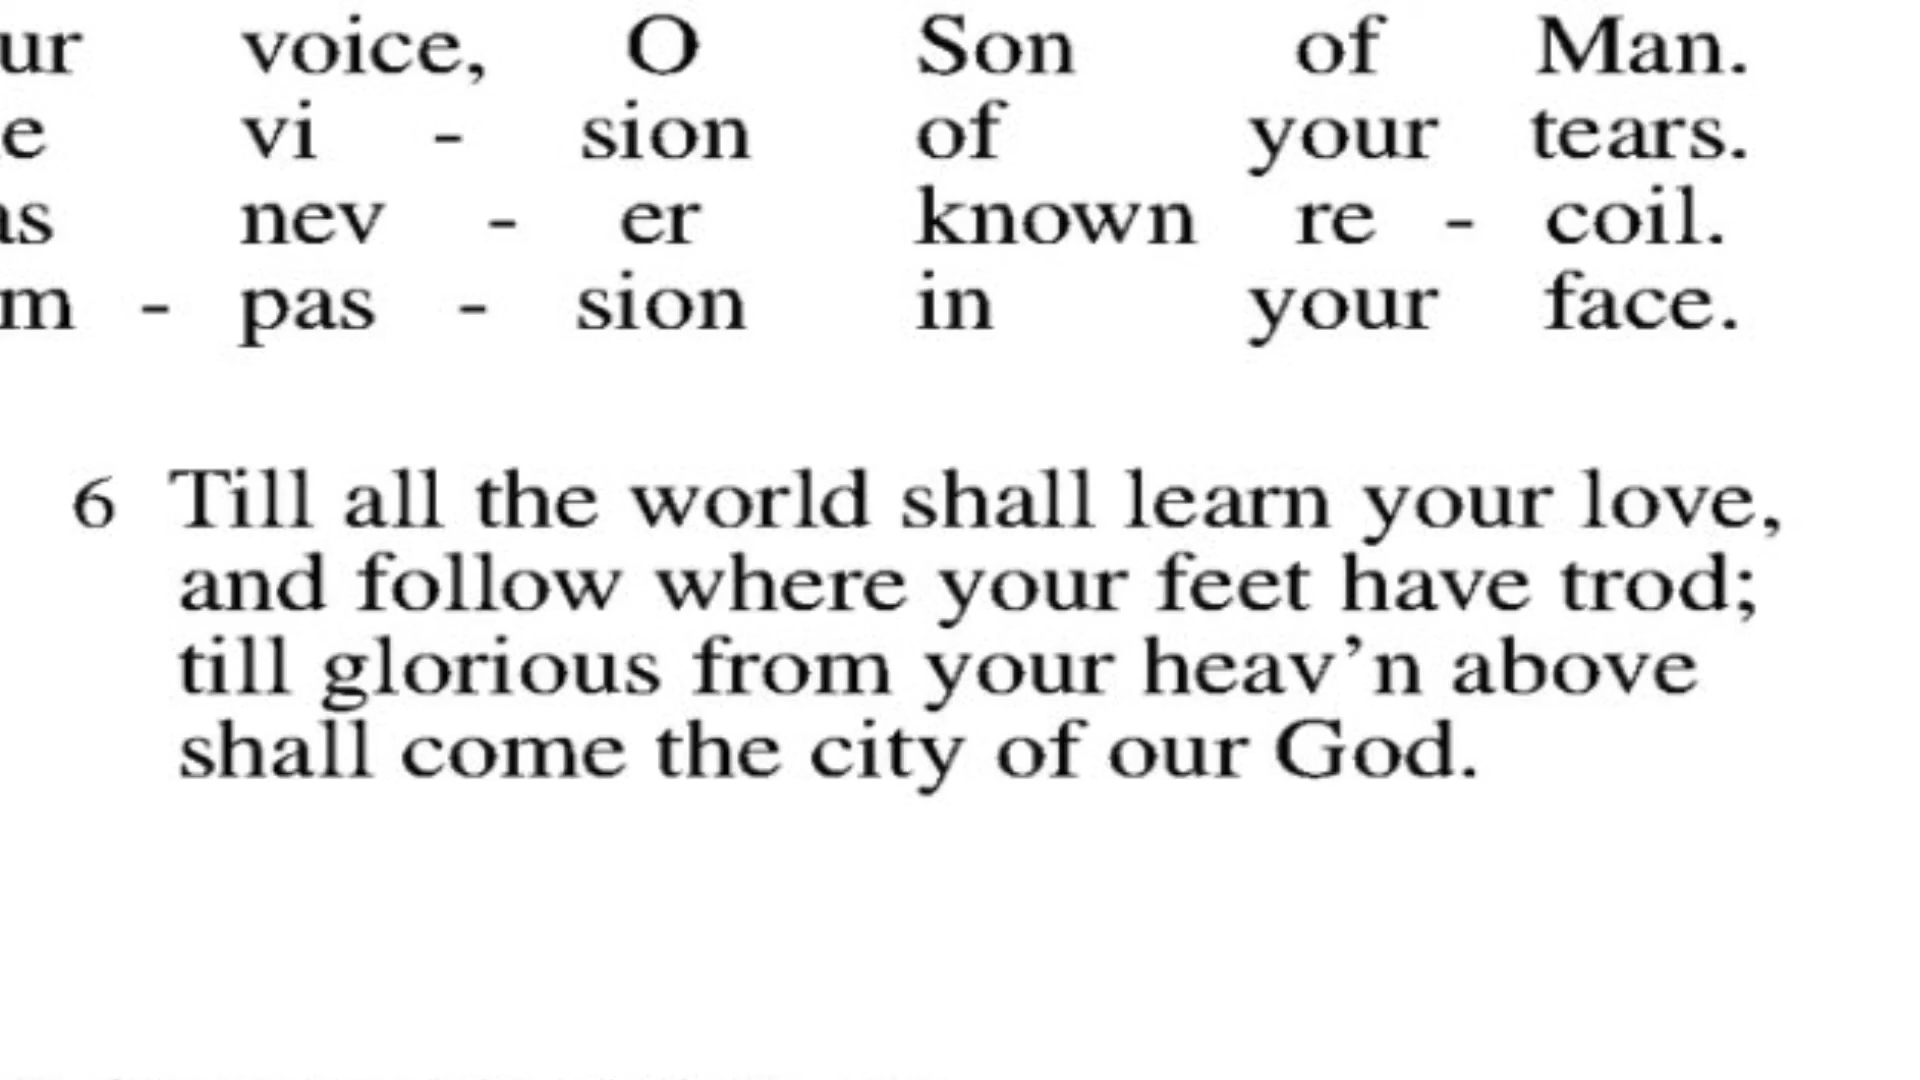 ur voice, O Son of Man.
e vi - sion of your tears.
as nev - er known re - coil.
m - pas - sion in your face.
6 Till all the world shall learn your love,
and follow where your feet have trod;
till glorious from your heav’n above
shall come the city of our God.